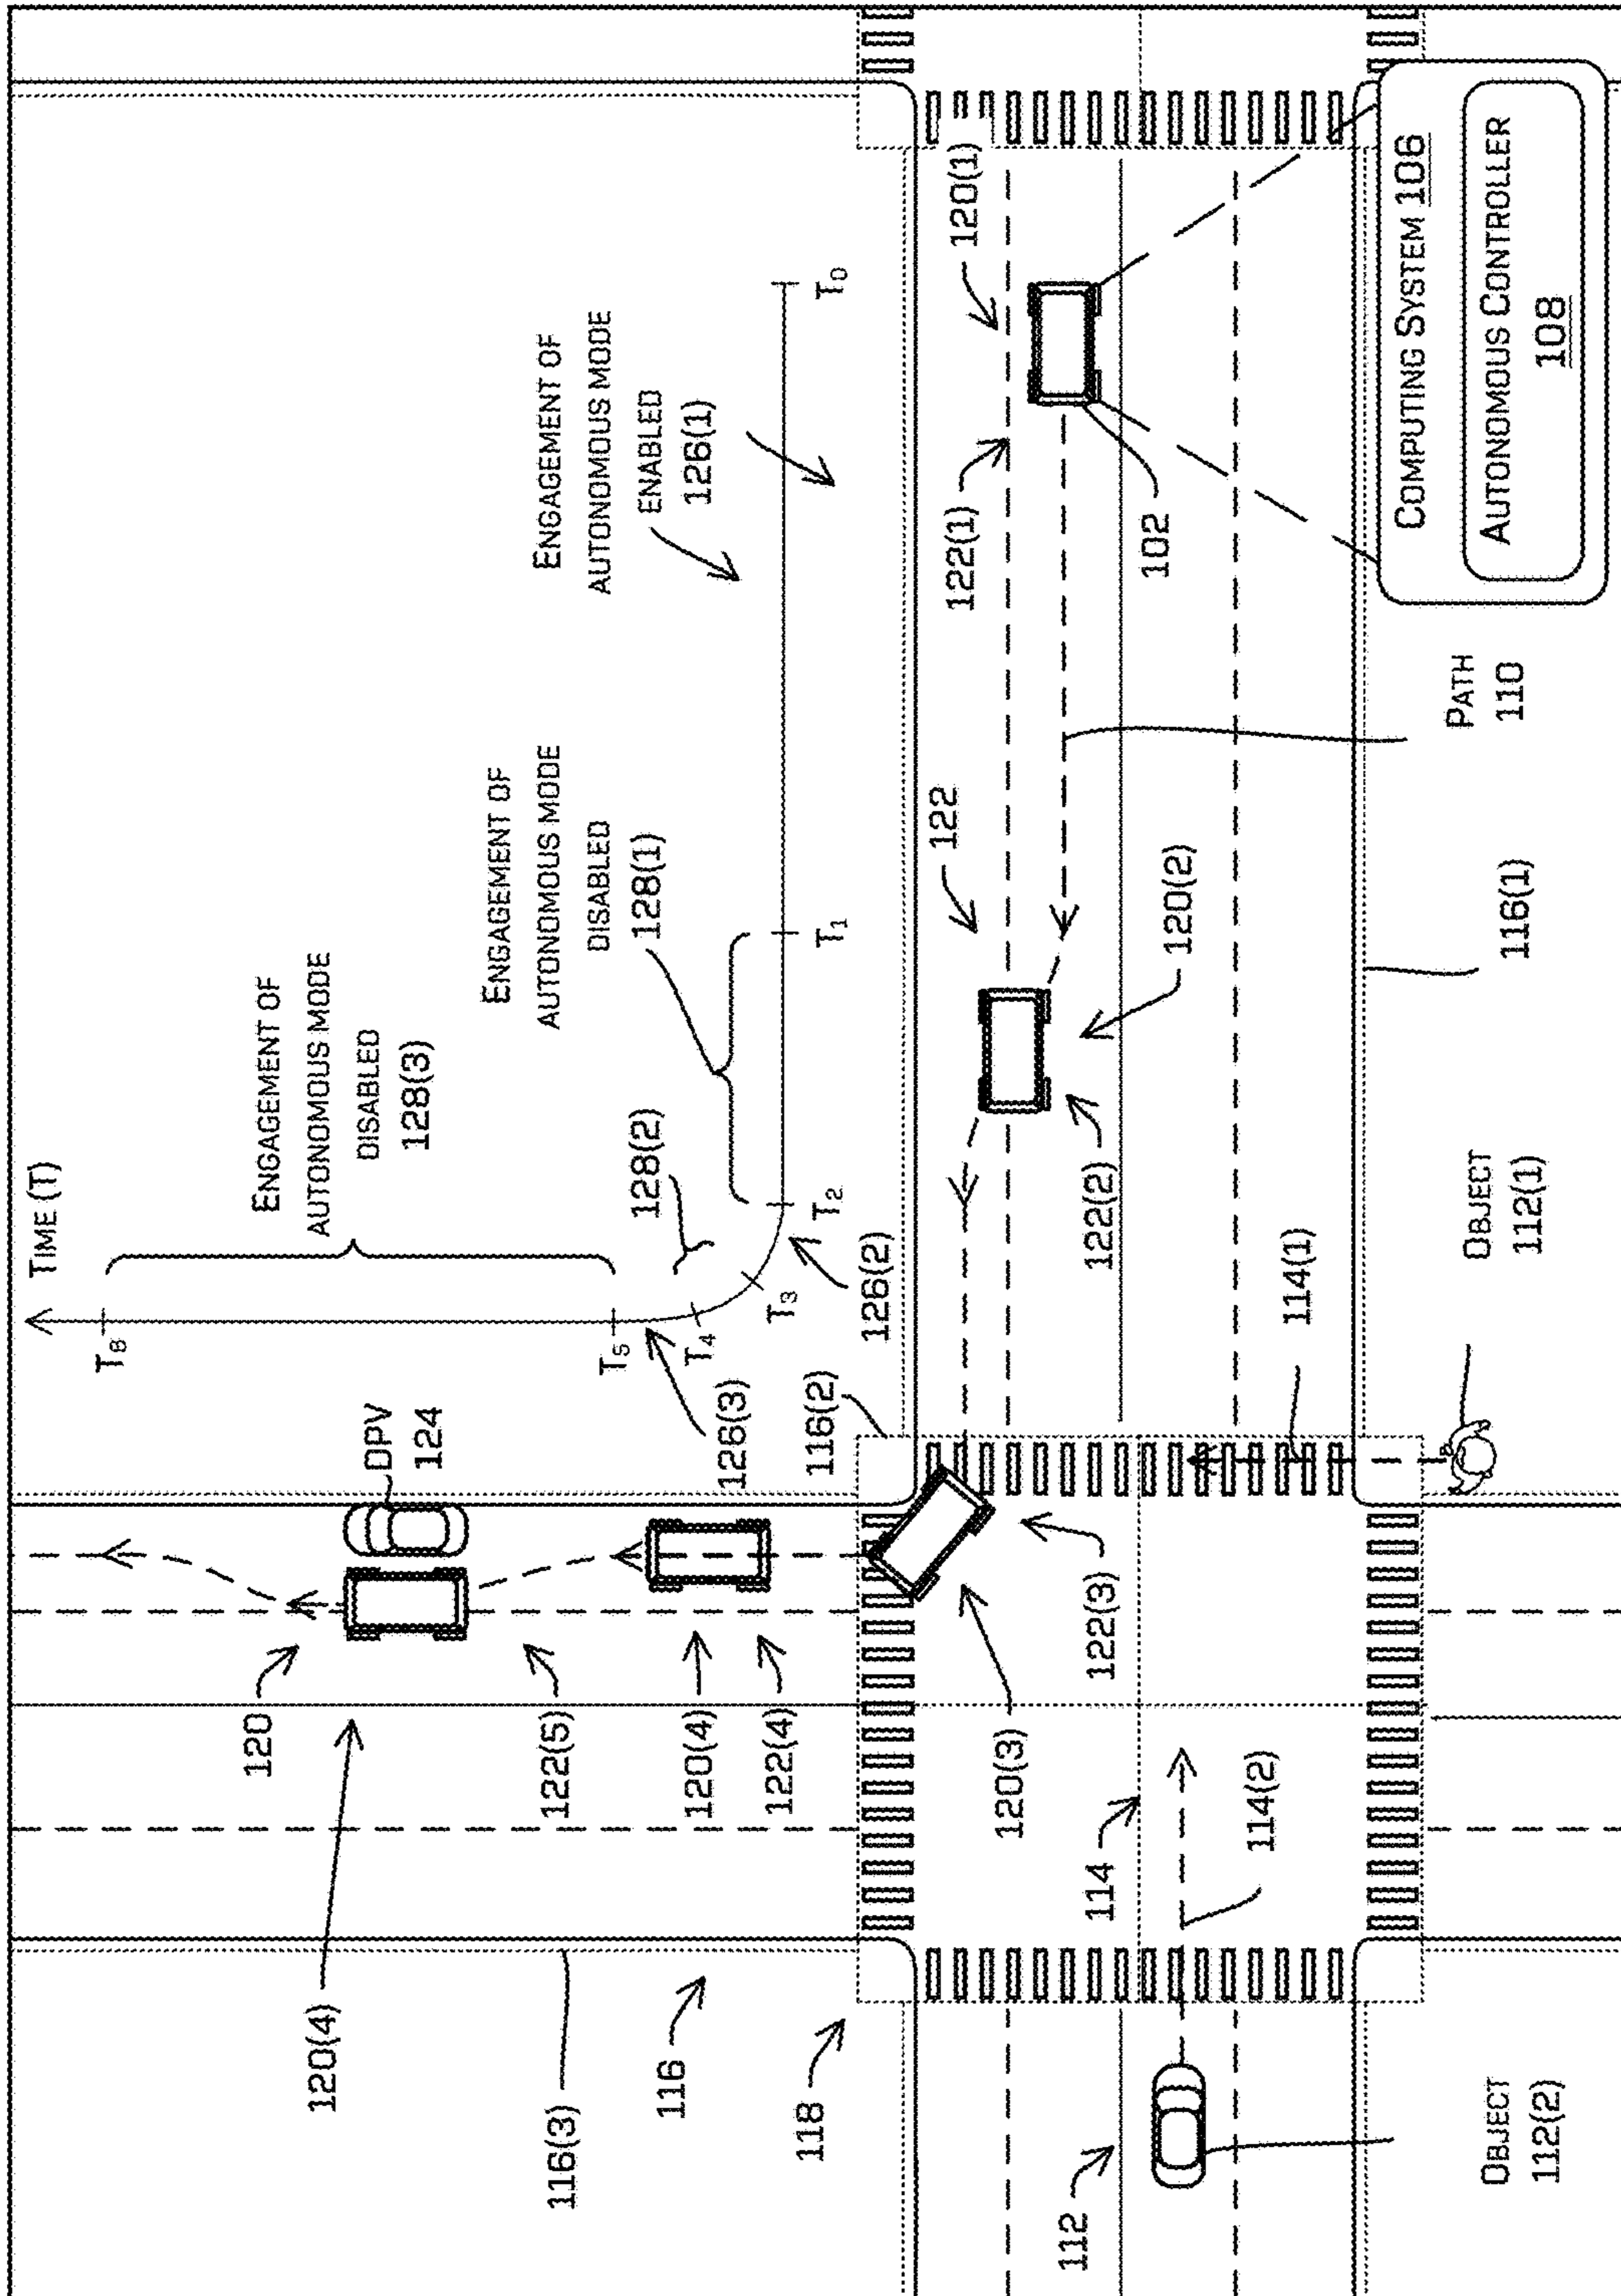 TIME (T)
T6
120
ENGAGEMENT OF
AUTONOMOUS MODE
DISABLED
128(3)
120(4)
DPV
124
ENGAGEMENT OF
AUTONOMOUS MODE
DISABLED
128(1)
ENGAGEMENT OF
AUTONOMOUS MODE
ENABLED
126(1)
116(3)
122(5)
T5
128(2)
116
120(4)
T4
126(3)
122(4)
T3
118
116(2)
T2
T1
T0
126(2)
122
122(1)
120(1)
120(3)
112
114
122(3)
122(2)
120(2)
102
114(2)
114(1)
COMPUTING SYSTEM 106
AUTONOMOUS CONTROLLER
108
OBJECT
112(2)
OBJECT
112(1)
116(1)
PATH
110